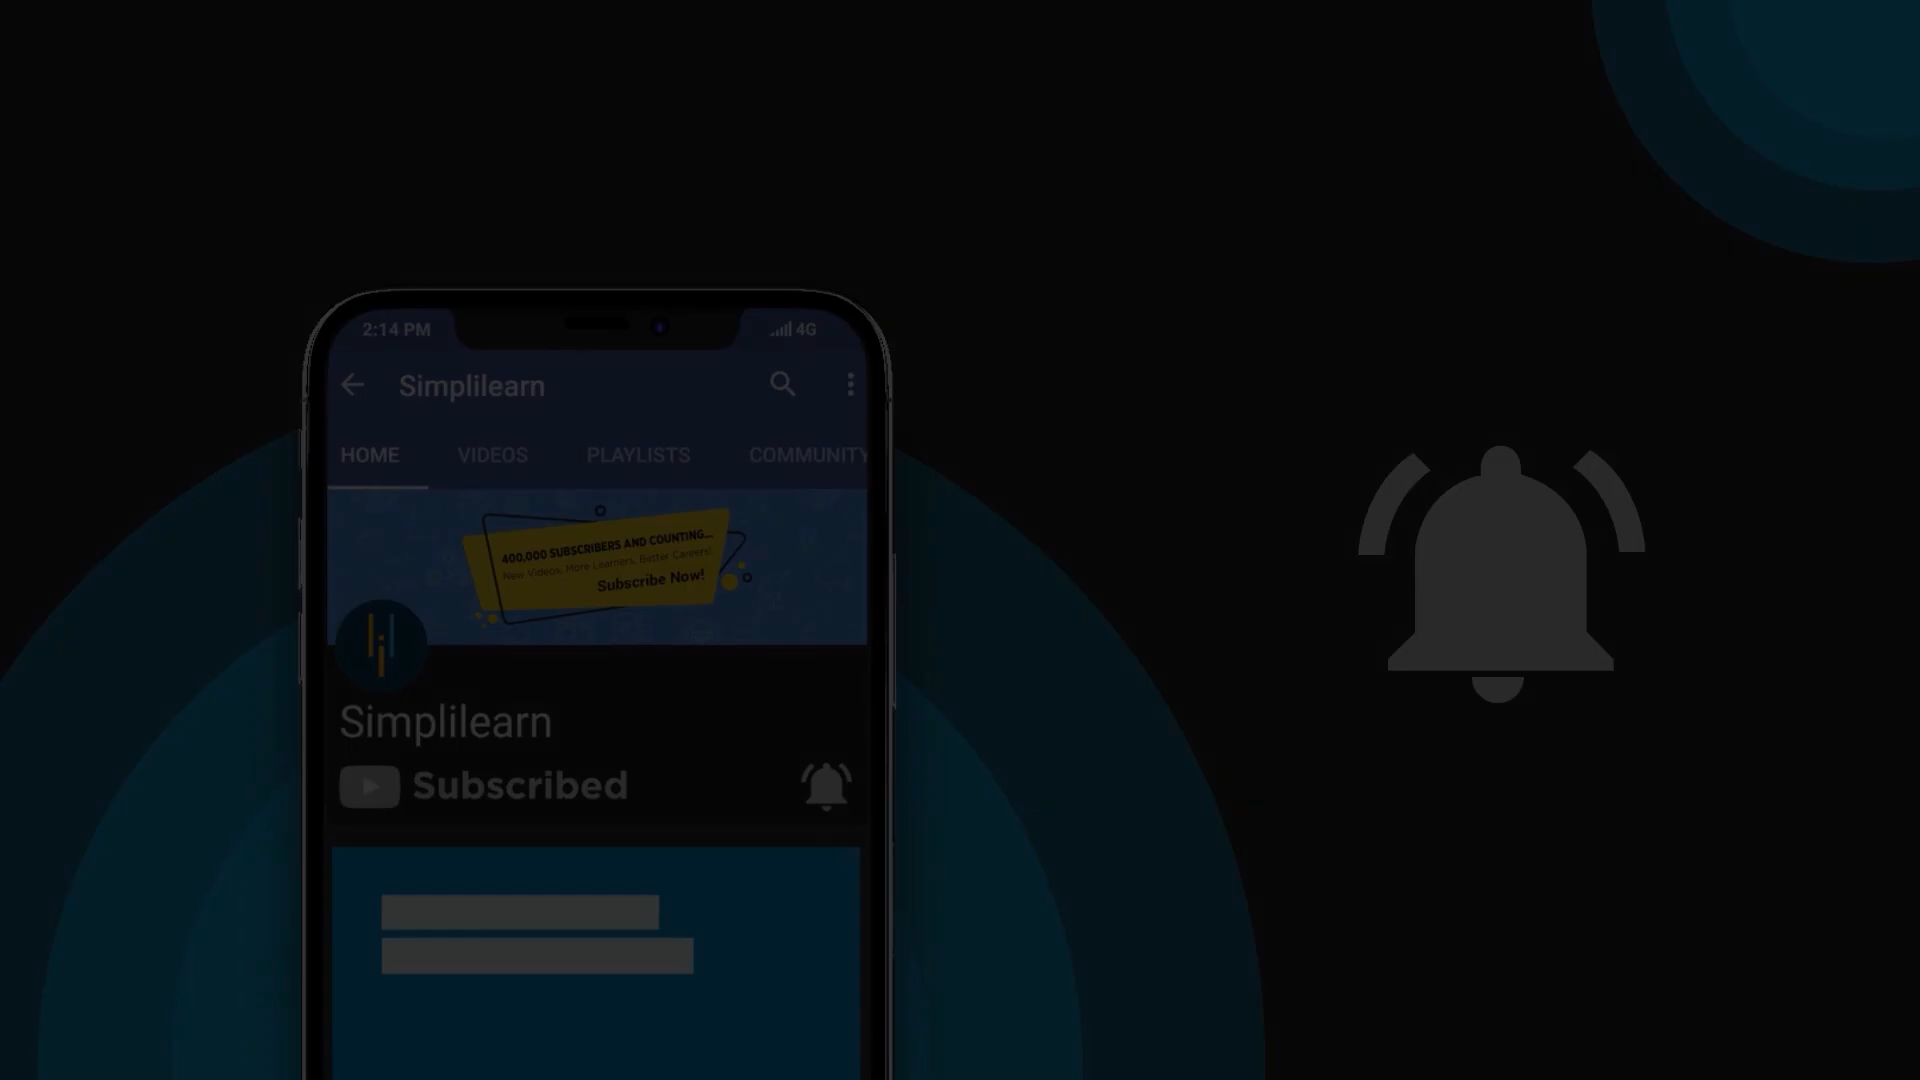 2:14 PM 4G
Simplilearn
HOME VIDEOS PLAYLISTS COMMUNITY
400,000 SUBSCRIBERS AND COUNTING...
New Videos. More Learners. Better Careers!
Subscribe Now!
Simplilearn
Subscribed